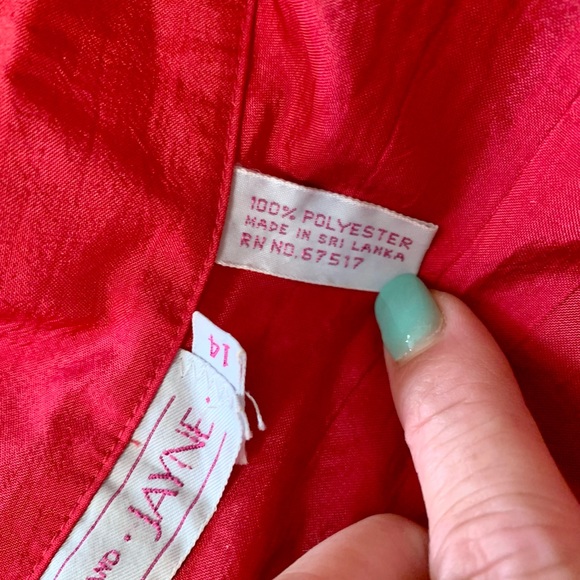 100% POLYESTER
MADE IN SRI LANKA
RN NO. 67517
14
JAYNE